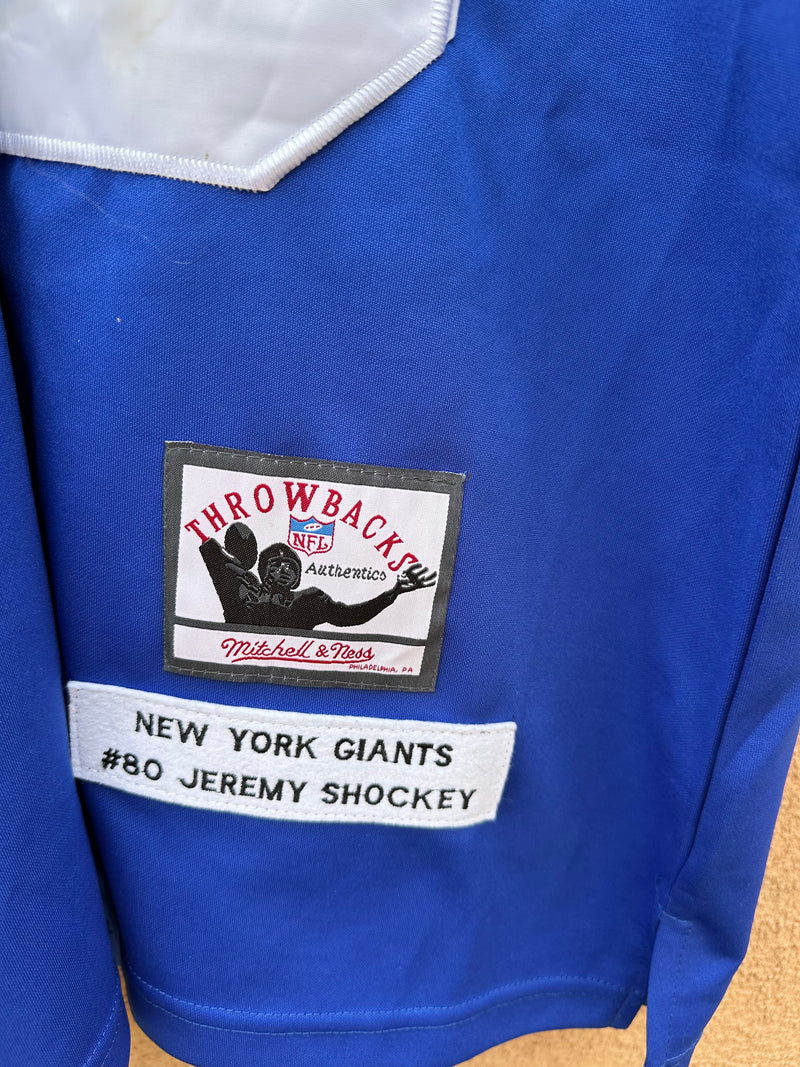 THROWBACKS
NFL
Authentics
Mitchell & Ness
PHILADELPHIA, PA
NEW YORK GIANTS
#80 JEREMY SHOCKEY